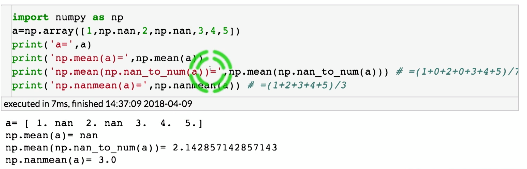 import numpy as np
a=np.array([1,np.nan,2,np.nan,3,4,5])
print('a=',a)
print('np.mean(a)=',np.mean(a))
print('np.mean(np.nan_to_num(a))=',np.mean(np.nan_to_num(a))) # =(1+0+2+0+3+4+5)/7
print('np.nanmean(a)=',np.nanmean(a)) # =(1+2+3+4+5)/3
executed in 7ms, finished 14:37:09 2018-04-09
a= [ 1. nan 2. nan 3. 4. 5.]
np.mean(a)= nan
np.mean(np.nan_to_num(a))= 2.142857142857143
np.nanmean(a)= 3.0